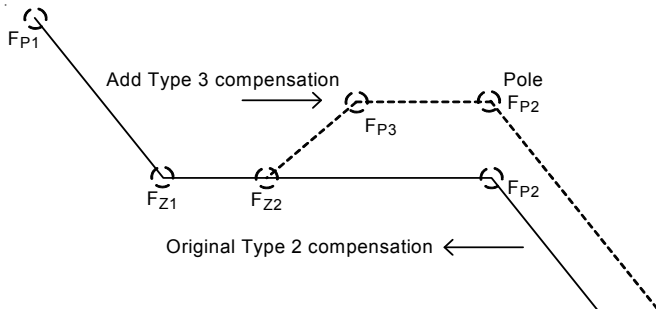 FP1
Add Type 3 compensation
Pole
FP2
FP3
FZ1
FZ2
FP2
Original Type 2 compensation